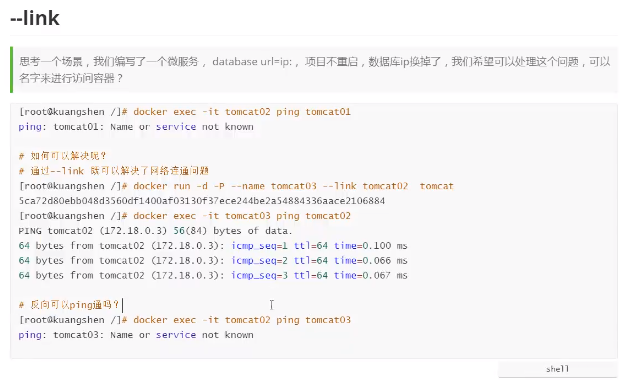 --link
思考一个场景，我们编写了一个微服务， database url=ip:， 项目不重启，数据库ip换掉了，我们希望可以处理这个问题，可以
名字来进行访问容器？
[root@kuangshen /]# docker exec -it tomcat02 ping tomcat01
ping: tomcat01: Name or service not known
# 如何可以解决呢？
# 通过--link 既可以解决了网络连通问题
[root@kuangshen /]# docker run -d -P --name tomcat03 --link tomcat02 tomcat
5ca72d80ebb048d3560df1400af03130f37ece244be2a54884336aace2106884
[root@kuangshen /]# docker exec -it tomcat03 ping tomcat02
PING tomcat02 (172.18.0.3) 56(84) bytes of data.
64 bytes from tomcat02 (172.18.0.3): icmp_seq=1 ttl=64 time=0.100 ms
64 bytes from tomcat02 (172.18.0.3): icmp_seq=2 ttl=64 time=0.066 ms
64 bytes from tomcat02 (172.18.0.3): icmp_seq=3 ttl=64 time=0.067 ms
# 反向可以ping通吗？
[root@kuangshen /]# docker exec -it tomcat02 ping tomcat03
ping: tomcat03: Name or service not known
shell